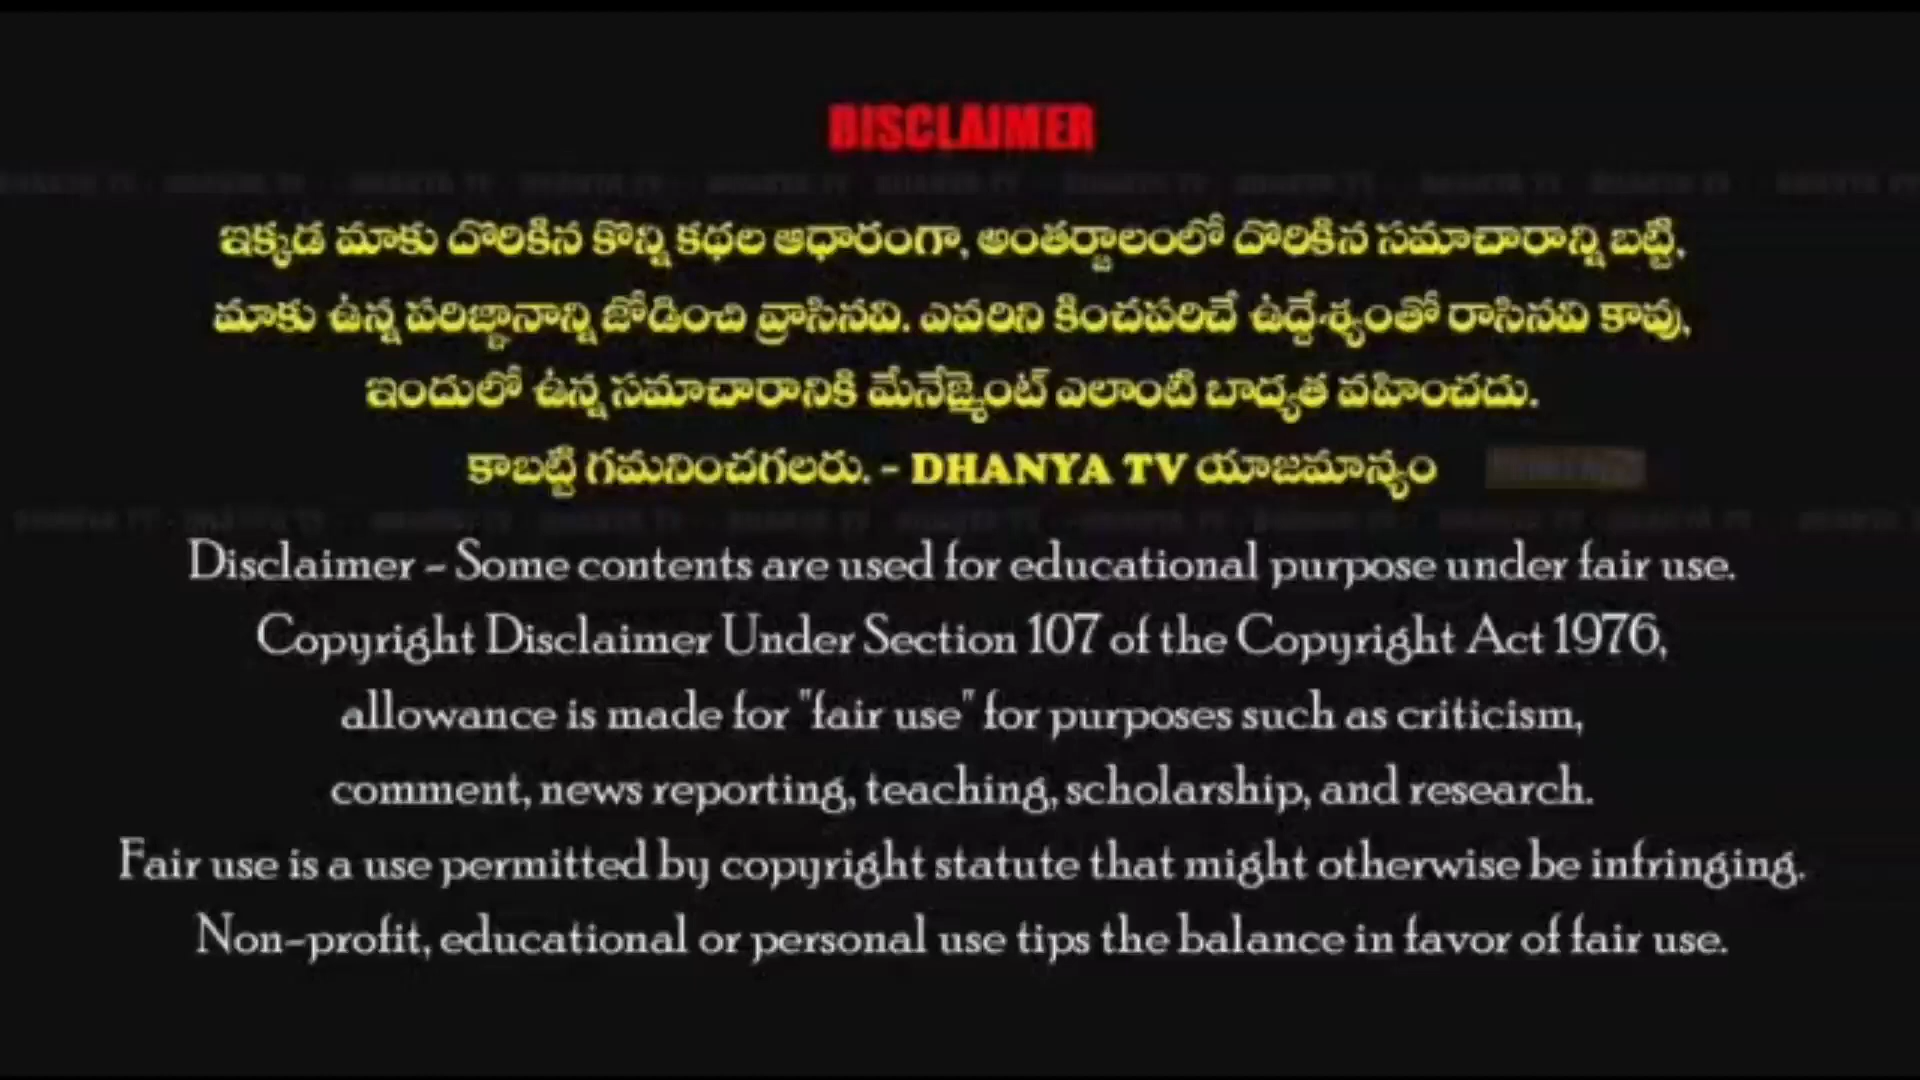 DISCLAIMER
ఇక్కడ మాకు దొరికిన కొన్ని కథల ఆధారంగా, అంతర్జాలంలో దొరికిన సమాచారాన్ని బట్టి,
మాకు ఉన్న పరిజ్ఞానాన్ని జోడించి వ్రాసినవి. ఎవరిని కించపరిచే ఉద్దేశ్యంతో రాసినవి కావు,
ఇందులో ఉన్న సమాచారానికి మేనేజ్మెంట్ ఎలాంటి బాద్యత వహించదు.
కాబట్టి గమనించగలరు. - DHANYA TV యాజమాన్యం
Disclaimer - Some contents are used for educational purpose under fair use.
Copyright Disclaimer Under Section 107 of the Copyright Act 1976,
allowance is made for "fair use" for purposes such as criticism,
comment, news reporting, teaching, scholarship, and research.
Fair use is a use permitted by copyright statute that might otherwise be infringing.
Non-profit, educational or personal use tips the balance in favor of fair use.